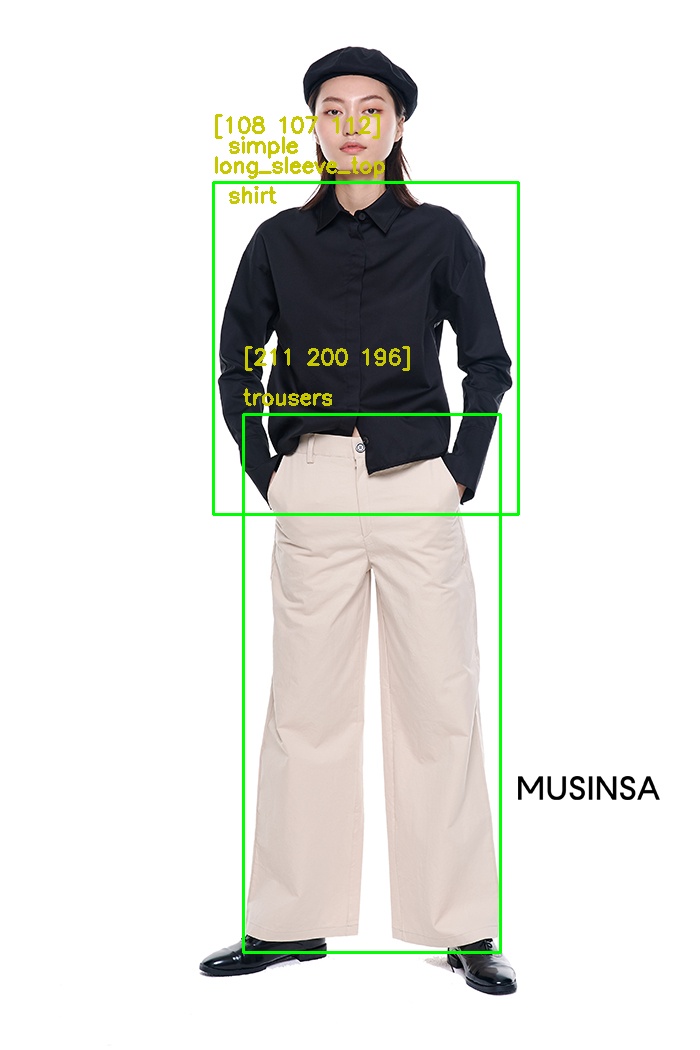 [108 107 112]
simple
long_sleeve_top
shirt
[211 200 196]
trousers
MUSINSA